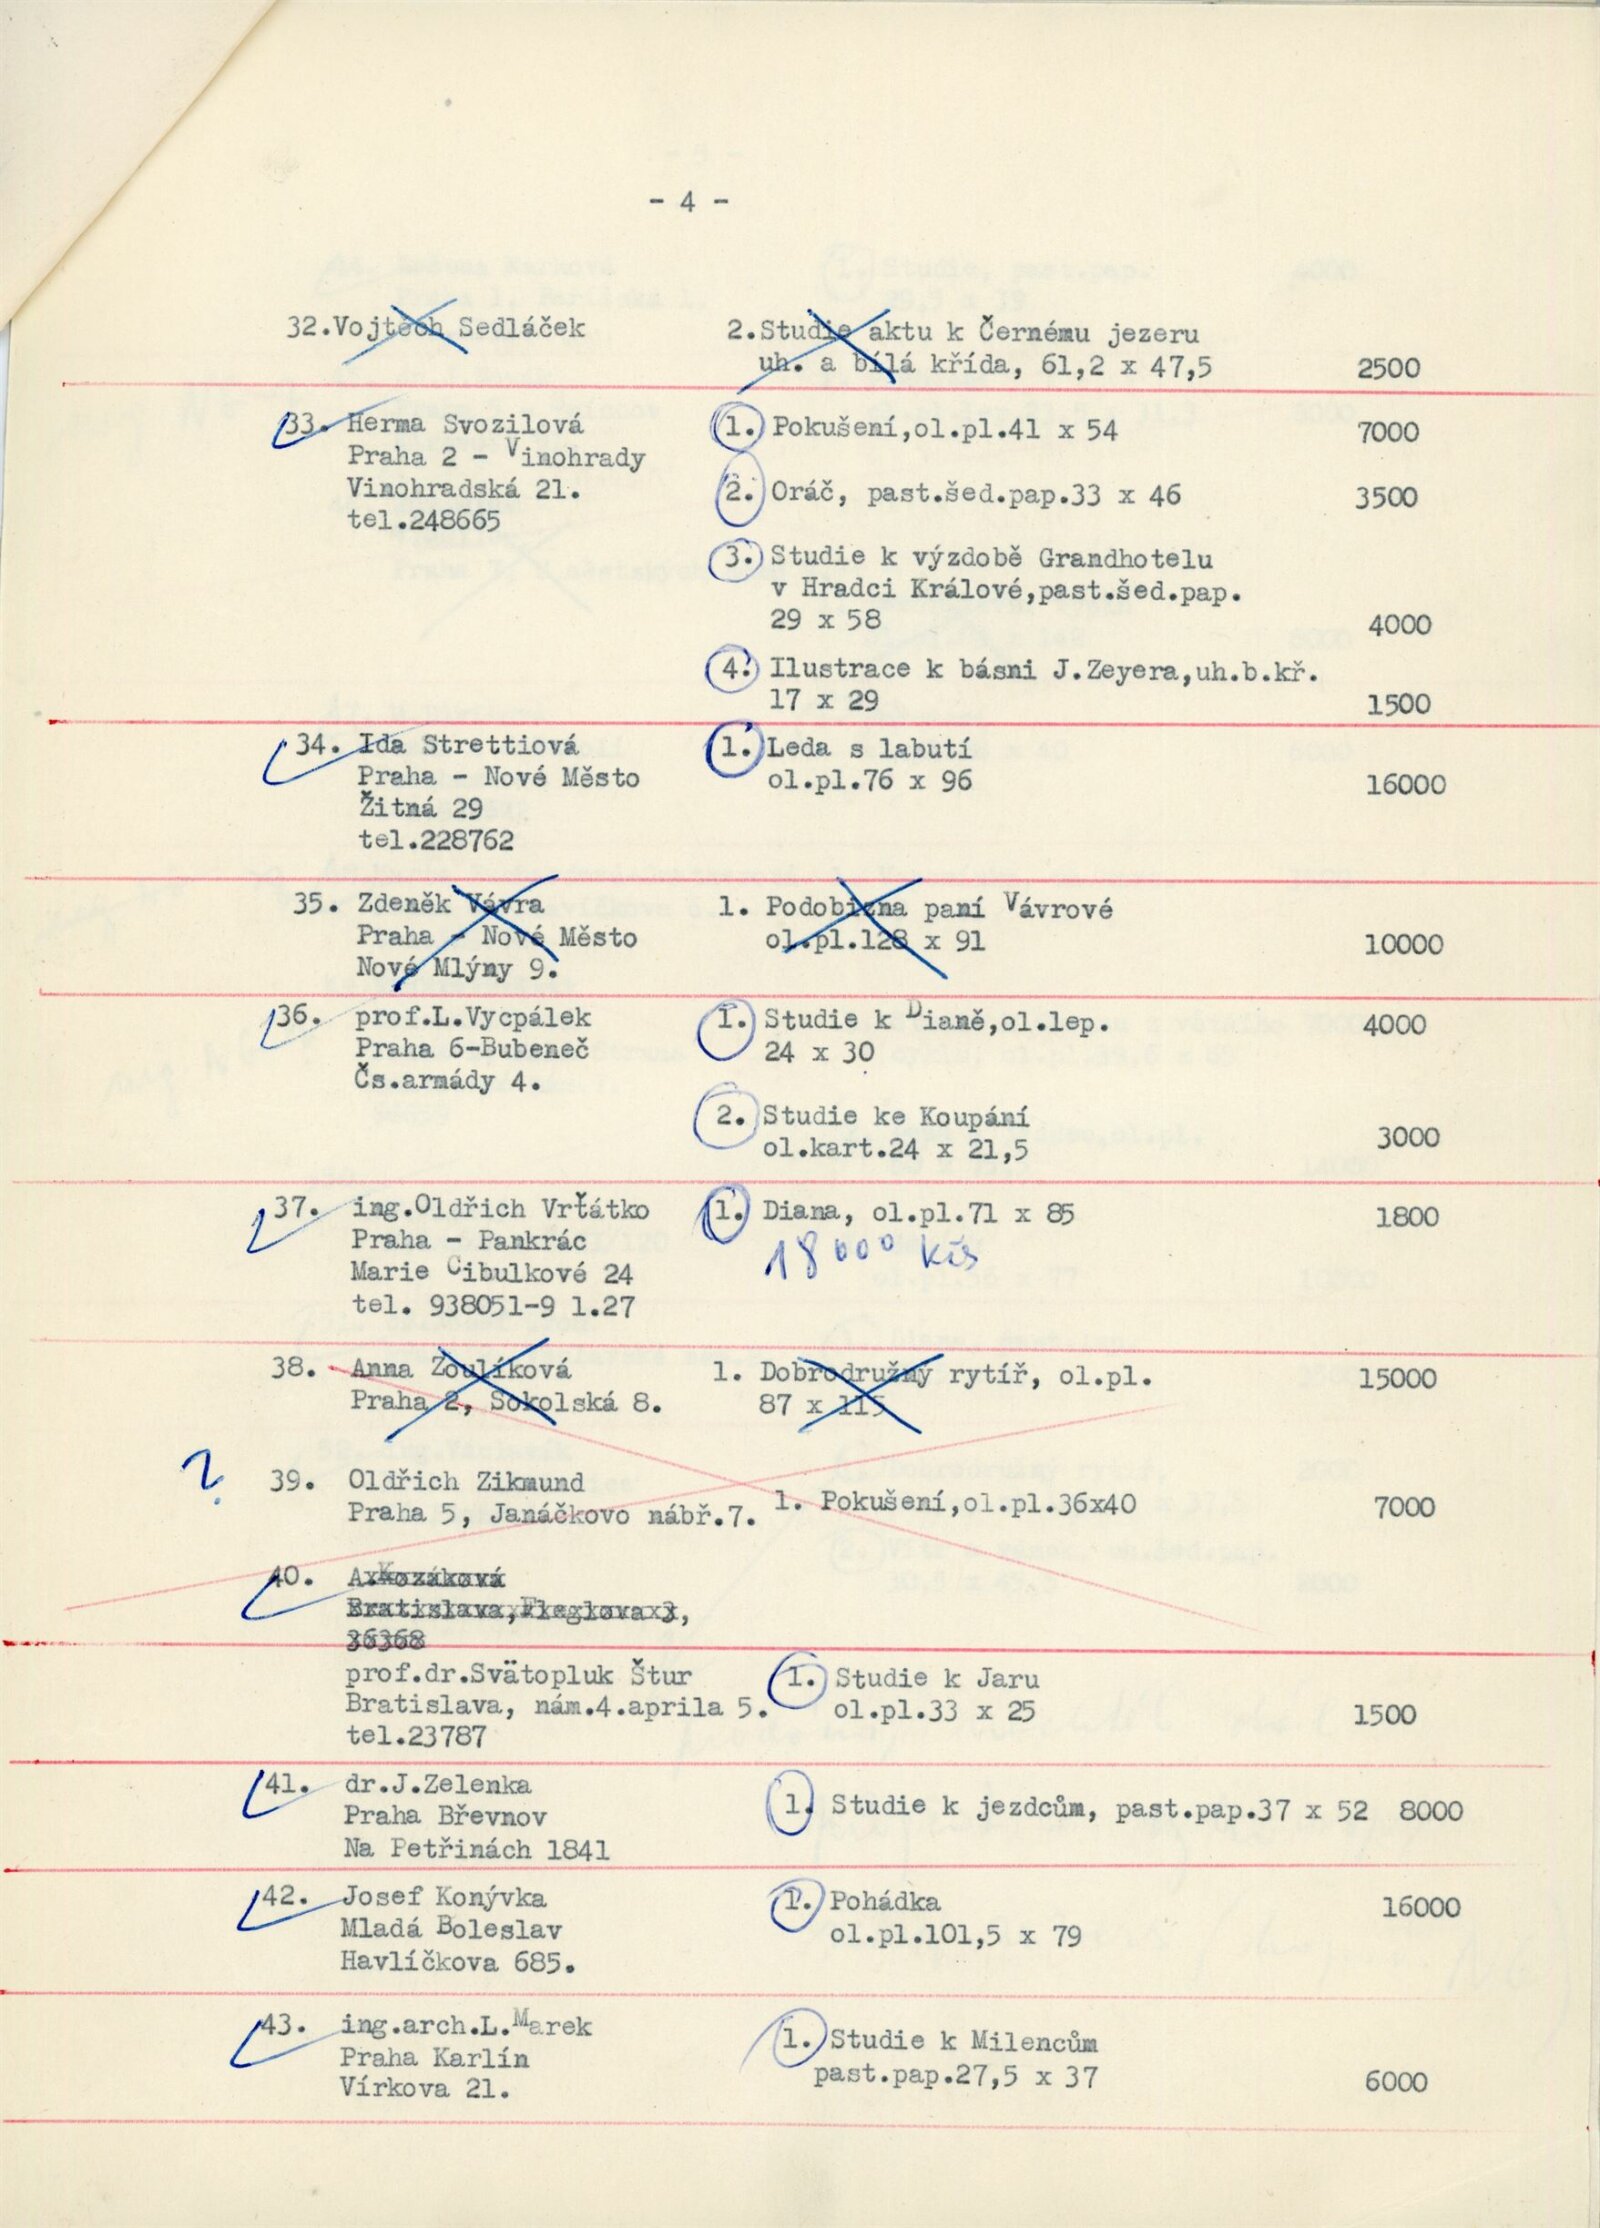 - 4 -
32.Vojtěch Sedláček
2.Studie aktu k Černému jezeru
uh. a bílá křída, 61,2 x 47,5 2500
33. Herma Svozilová
Praha 2 - Vinohrady
Vinohradská 21.
tel.248665
1. Pokušení,ol.pl.41 x 54 7000
2. Oráč, past.šed.pap.33 x 46 3500
3. Studie k výzdobě Grandhotelu
v Hradci Králové,past.šed.pap.
29 x 58 4000
4. Ilustrace k básni J.Zeyera,uh.b.kř.
17 x 29 1500
34. Ida Strettiová
Praha - Nové Město
Žitná 29
tel.228762
1. Leda s labutí
ol.pl.76 x 96 16000
35. Zdeněk Vávra
Praha - Nové Město
Nové Mlýny 9.
1. Podobizna paní Vávrové
ol.pl.128 x 91 10000
36. prof.L.Vycpálek
Praha 6-Bubeneč
Čs.armády 4.
1. Studie k Dianě,ol.lep. 4000
24 x 30
2. Studie ke Koupání
ol.kart.24 x 21,5 3000
37. ing.Oldřich Vrťátko
Praha - Pankrác
Marie Cibulkové 24
tel. 938051-9 l.27
1. Diana, ol.pl.71 x 85 1800
18000 Kčs
38. Anna Zoulíková
Praha 2, Sokolská 8.
1. Dobrodružný rytíř, ol.pl. 15000
87 x 115
?
39. Oldřich Zikmund
Praha 5, Janáčkovo nábř.7.
1. Pokušení,ol.pl.36x40 7000
40. A.Kozáková
Bratislava,Flaglova 3,
36368
prof.dr.Svätopluk Štur
Bratislava, nám.4.aprila 5.
tel.23787
1. Studie k Jaru
ol.pl.33 x 25 1500
41. dr.J.Zelenka
Praha Břevnov
Na Petřinách 1841
1. Studie k jezdcům, past.pap.37 x 52 8000
42. Josef Konývka
Mladá Boleslav
Havlíčkova 685.
1. Pohádka 16000
ol.pl.101,5 x 79
43. ing.arch.L.Marek
Praha Karlín
Vírkova 21.
1. Studie k Milencům
past.pap.27,5 x 37 6000